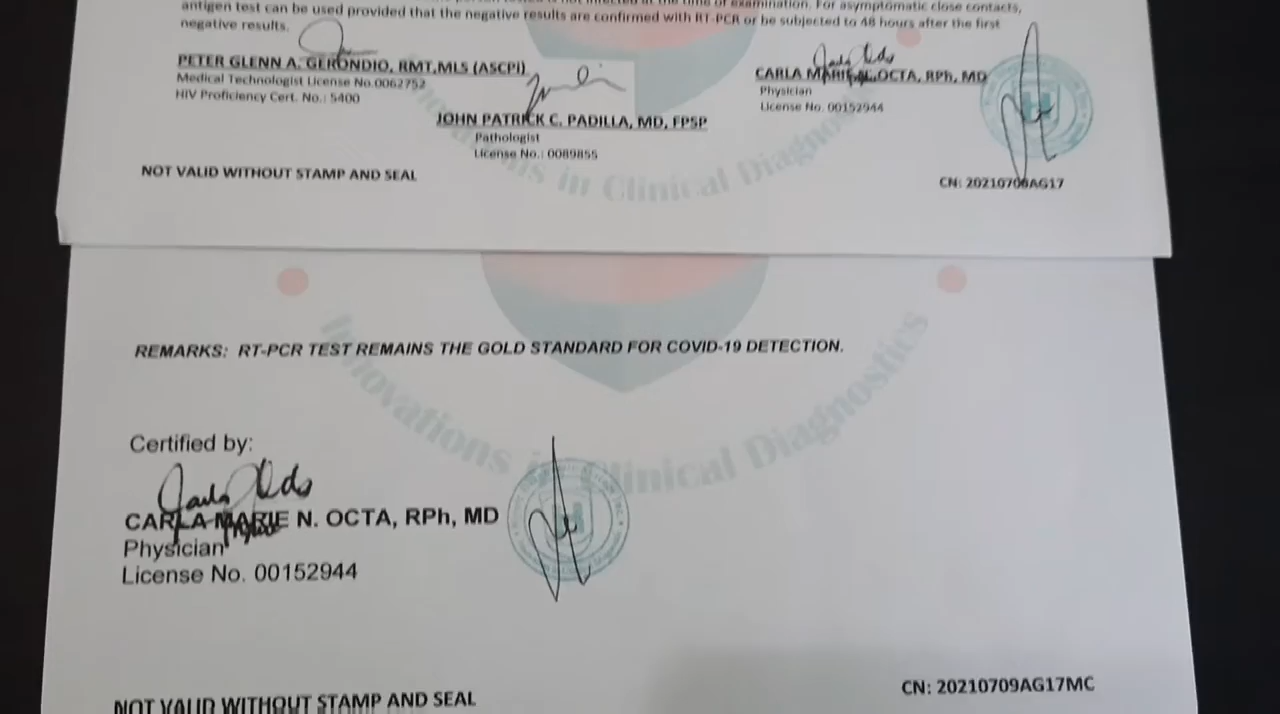 antigen test can be used provided that the negative results are confirmed with RT-PCR or be subjected to 48 hours after the first
negative results.
PETER GLENN A. GERONDIO, RMT,MLS (ASCPI)
Medical Technologist License No.0062752
HIV Proficiency Cert. No.: 5400
CARLA MARIE N. OCTA, RPh, MD
Physician
License No. 00152944
JOHN PATRICK C. PADILLA, MD, FPSP
Pathologist
License No.: 0089855
Innovations in Clinical Diagnostics
NOT VALID WITHOUT STAMP AND SEAL
CN: 20210709AG17
REMARKS: RT-PCR TEST REMAINS THE GOLD STANDARD FOR COVID-19 DETECTION.
Innovations in Clinical Diagnostics
Certified by:
CARLA MARIE N. OCTA, RPh, MD
Physician
License No. 00152944
NOT VALID WITHOUT STAMP AND SEAL
CN: 20210709AG17MC